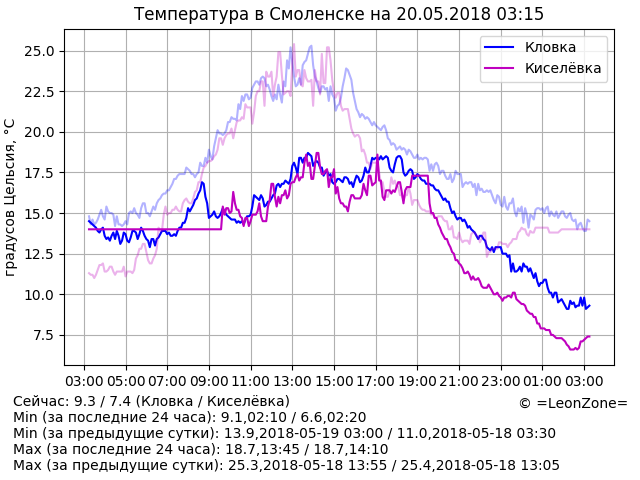 Температура в Смоленске на 20.05.2018 03:15
Кловка
Киселёвка
градусов Цельсия, °C
25.0
22.5
20.0
17.5
15.0
12.5
10.0
7.5
03:00 05:00 07:00 09:00 11:00 13:00 15:00 17:00 19:00 21:00 23:00 01:00 03:00
Сейчас: 9.3 / 7.4 (Кловка / Киселёвка)
© =LeonZone=
Min (за последние 24 часа): 9.1,02:10 / 6.6,02:20
Min (за предыдущие сутки): 13.9,2018-05-19 03:00 / 11.0,2018-05-18 03:30
Max (за последние 24 часа): 18.7,13:45 / 18.7,14:10
Max (за предыдущие сутки): 25.3,2018-05-18 13:55 / 25.4,2018-05-18 13:05